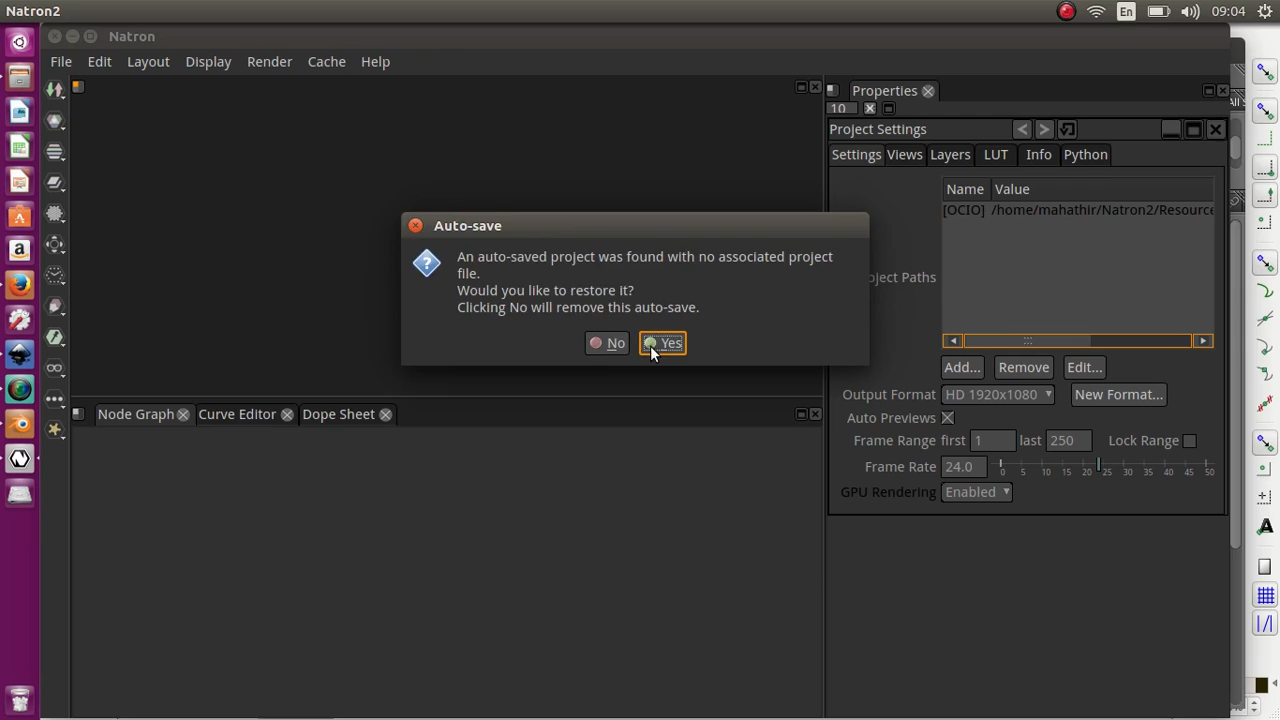 Natron2
En
09:04
Natron
File Edit Layout Display Render Cache Help
Properties
10
Project Settings
Settings Views Layers LUT Info Python
Name Value
[OCIO] /home/mahathir/Natron2/Resource
Auto-save
An auto-saved project was found with no associated project
file.
Would you like to restore it?
Clicking No will remove this auto-save.
No Yes
oject Paths
Add... Remove Edit...
Output Format HD 1920x1080 New Format...
Auto Previews
Frame Range first 1 last 250 Lock Range
Frame Rate 24.0 0 5 10 15 20 25 30 35 40 45 50
GPU Rendering Enabled
Node Graph Curve Editor Dope Sheet